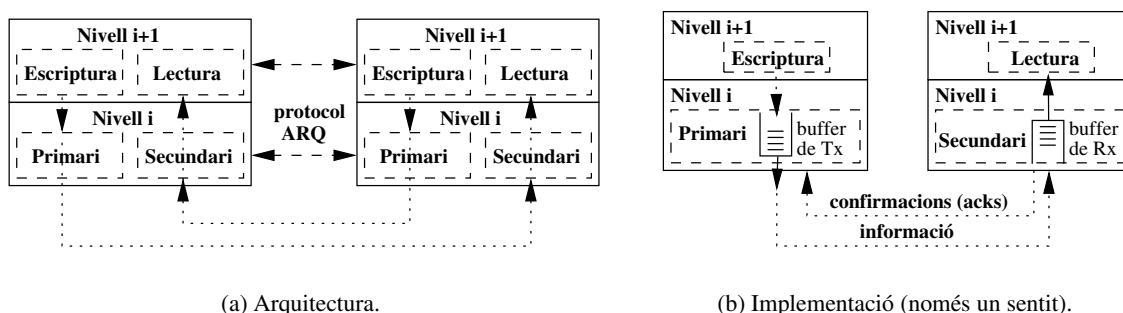 Nivell i+1
Escriptura Lectura
Nivell i
Primari Secundari
protocol
ARQ
Nivell i+1
Escriptura Lectura
Nivell i
Primari Secundari
(a) Arquitectura.
Nivell i+1
Escriptura
Nivell i
Primari
buffer
de Tx
Nivell i+1
Lectura
Nivell i
Secundari
buffer
de Rx
confirmacions (acks)
informació
(b) Implementació (només un sentit).